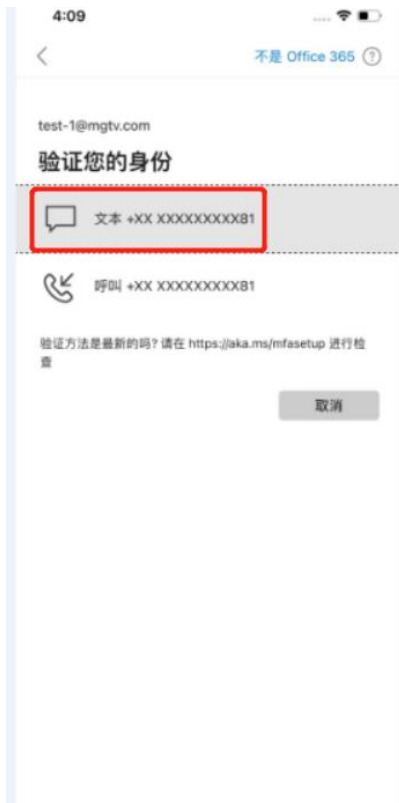 4:09
不是 Office 365
test-1@mgtv.com
验证您的身份
文本 +XX XXXXXXXXX81
呼叫 +XX XXXXXXXXX81
验证方法是最新的吗? 请在 https://aka.ms/mfasetup 进行检
查
取消